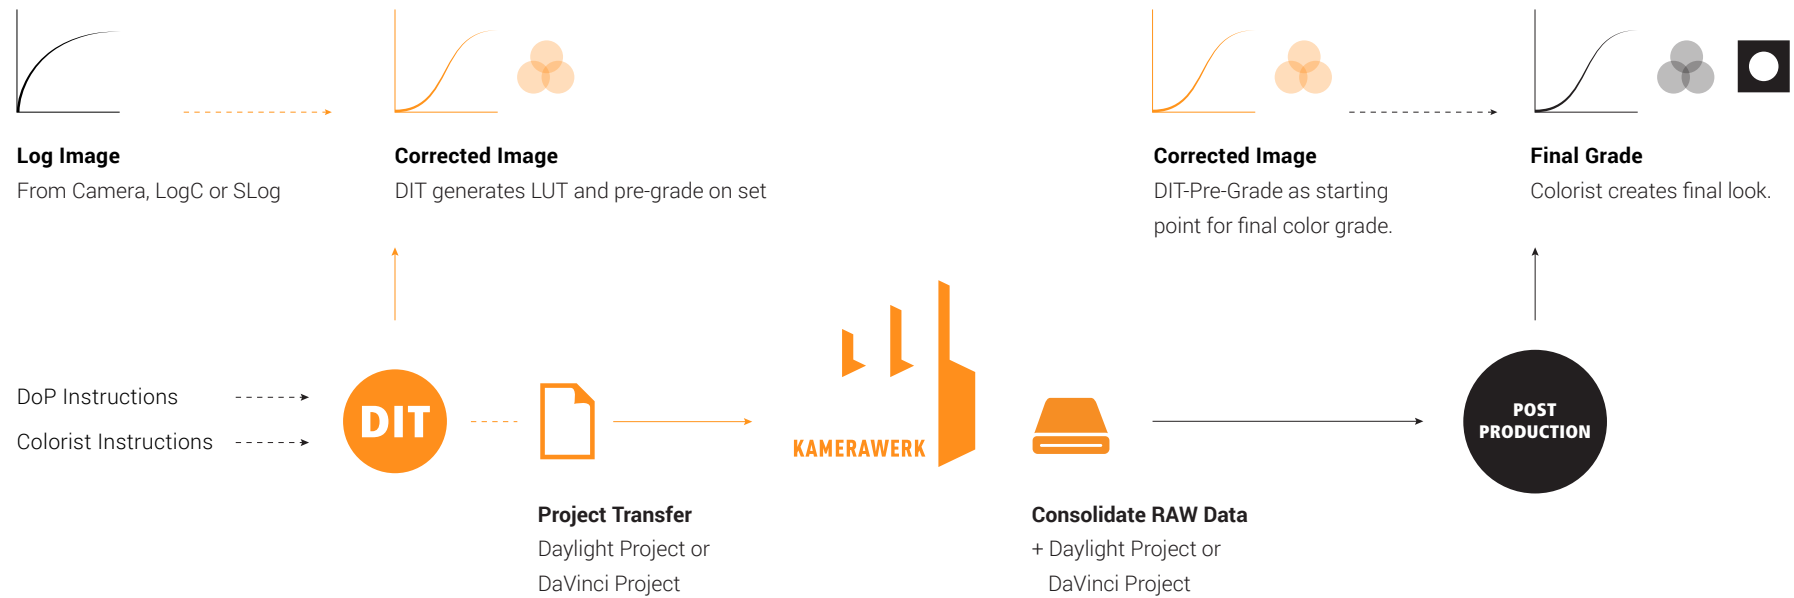 Log Image
From Camera, LogC or SLog
Corrected Image
DIT generates LUT and pre-grade on set
Corrected Image
DIT-Pre-Grade as starting
point for final color grade.
Final Grade
Colorist creates final look.
DoP Instructions
Colorist Instructions
DIT
KAMERAWERK
POST
PRODUCTION
Project Transfer
Daylight Project or
DaVinci Project
Consolidate RAW Data
+ Daylight Project or
DaVinci Project